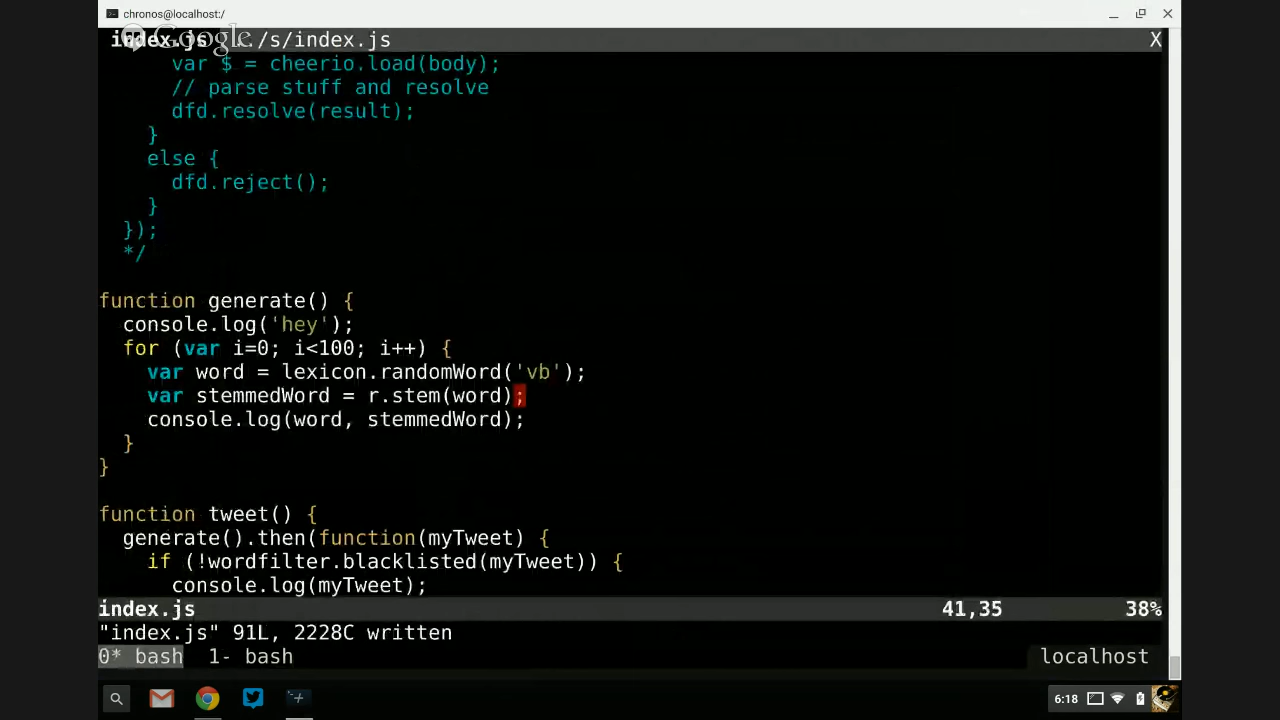 chronos@localhost:/
index.js ../s/index.js X
Google
var $ = cheerio.load(body);
// parse stuff and resolve
dfd.resolve(result);
}
else {
dfd.reject();
}
});
*/
function generate() {
console.log('hey');
for (var i=0; i<100; i++) {
var word = lexicon.randomWord('vb');
var stemmedWord = r.stem(word);
console.log(word, stemmedWord);
}
}
function tweet() {
generate().then(function(myTweet) {
if (!wordfilter.blacklisted(myTweet)) {
console.log(myTweet);
index.js 41,35 38%
"index.js" 91L, 2228C written
0* bash 1- bash localhost
6:18